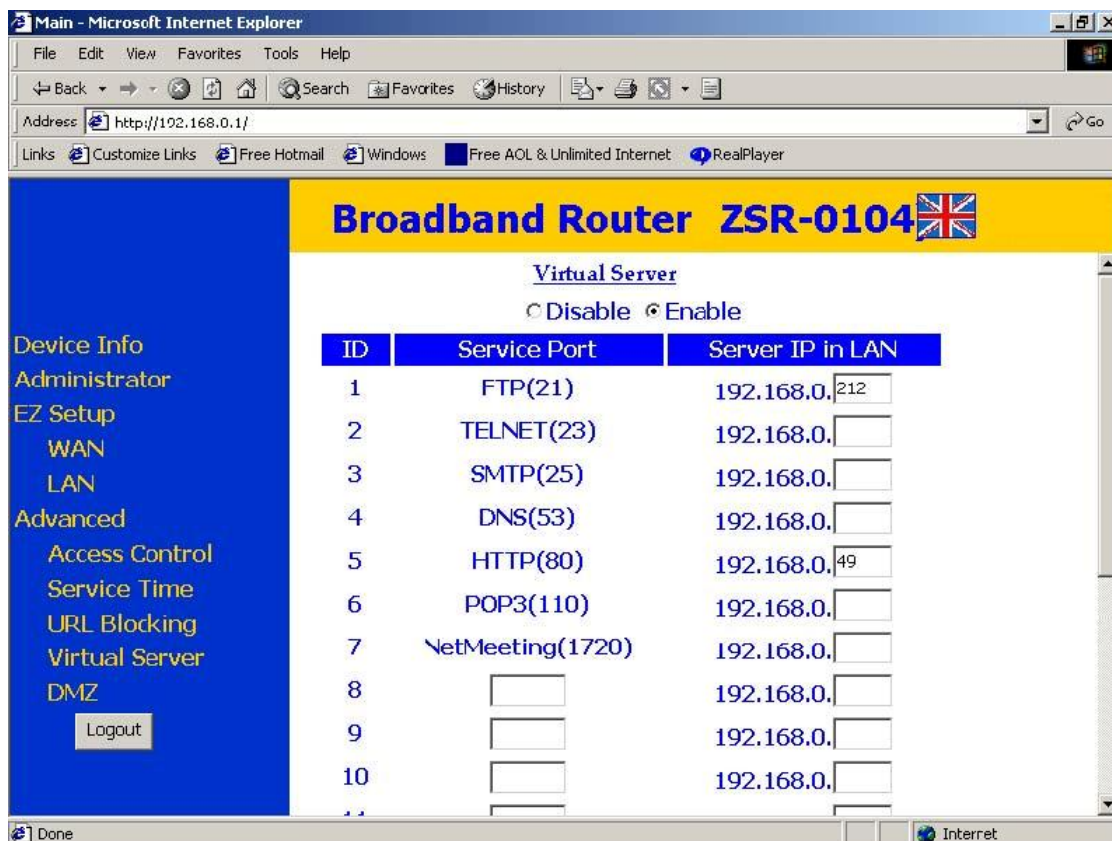 Main - Microsoft Internet Explorer
File Edit View Favorites Tools Help
Back Search Favorites History
Address http://192.168.0.1/ Go
Links Customize Links Free Hotmail Windows Free AOL & Unlimited Internet RealPlayer
Broadband Router ZSR-0104
Virtual Server
Disable Enable
Device Info
Administrator
EZ Setup
WAN
LAN
Advanced
Access Control
Service Time
URL Blocking
Virtual Server
DMZ
Logout
ID Service Port Server IP in LAN
1 FTP(21) 192.168.0.212
2 TELNET(23) 192.168.0.
3 SMTP(25) 192.168.0.
4 DNS(53) 192.168.0.
5 HTTP(80) 192.168.0.49
6 POP3(110) 192.168.0.
7 NetMeeting(1720) 192.168.0.
8 192.168.0.
9 192.168.0.
10 192.168.0.
Done Internet